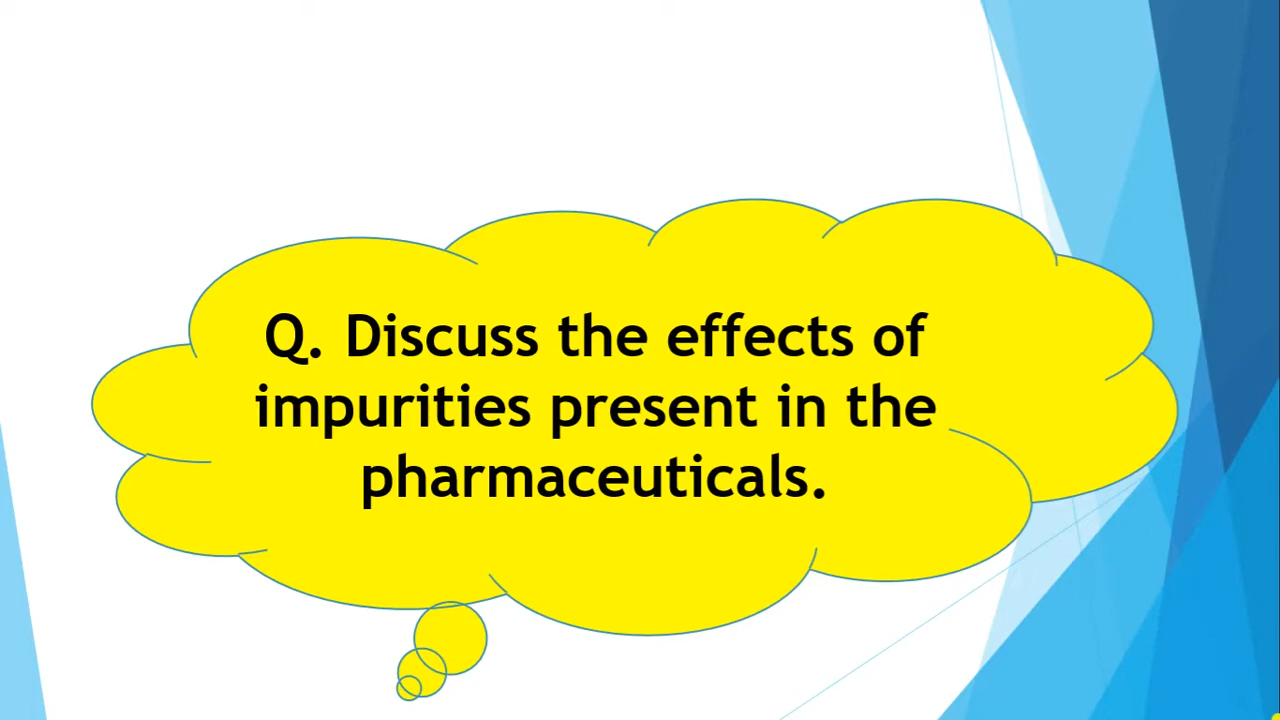 Q. Discuss the effects of
impurities present in the
pharmaceuticals.